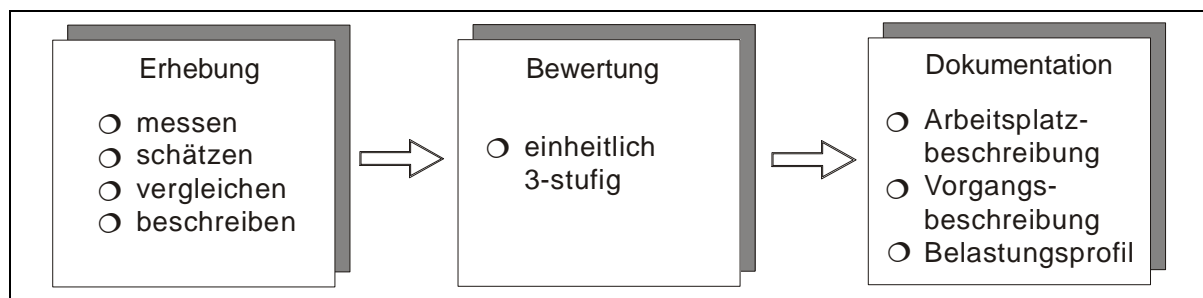 Erhebung
❍ messen
❍ schätzen
❍ vergleichen
❍ beschreiben
Bewertung
❍ einheitlich
3-stufig
Dokumentation
❍ Arbeitsplatz-
beschreibung
❍ Vorgangs-
beschreibung
❍ Belastungsprofil